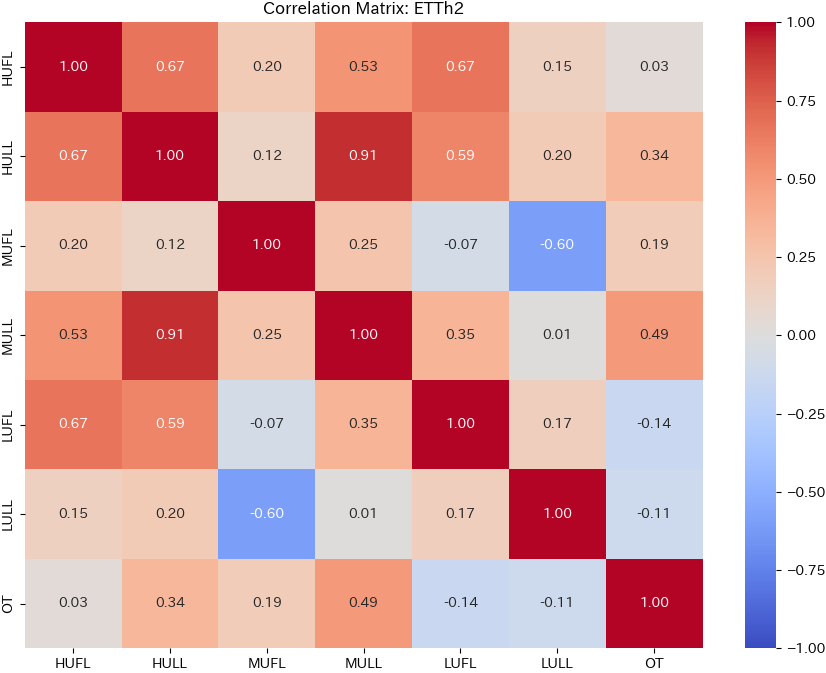 Correlation Matrix: ETTh2
HUFL 1.00 0.67 0.20 0.53 0.67 0.15 0.03
HULL 0.67 1.00 0.12 0.91 0.59 0.20 0.34
MUFL 0.20 0.12 1.00 0.25 -0.07 -0.60 0.19
MULL 0.53 0.91 0.25 1.00 0.35 0.01 0.49
LUFL 0.67 0.59 -0.07 0.35 1.00 0.17 -0.14
LULL 0.15 0.20 -0.60 0.01 0.17 1.00 -0.11
OT 0.03 0.34 0.19 0.49 -0.14 -0.11 1.00
HUFL HULL MUFL MULL LUFL LULL OT
1.00
0.75
0.50
0.25
0.00
−0.25
−0.50
−0.75
−1.00